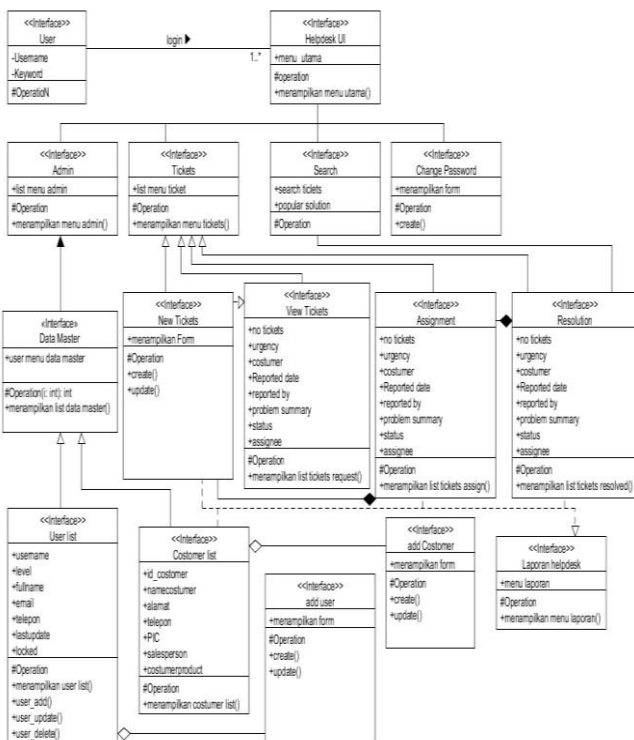 <<Interface>>
User
-Username
-Keyword
#OperatioN
login
1..*
<<Interface>>
Helpdesk UI
+menu utama
#operation
+menampilkan menu utama()
<<Interface>>
Admin
+list menu admin
#Operation
+menampilkan menu admin()
<<Interface>>
Tickets
+list menu ticket
#Operation
+menampilkan menu tickets()
<<Interface>>
Search
+search ticlets
+popular solution
#Operation
<<Interface>>
Change Password
+menampilkan form
#Operation
+create()
«Interface»
Data Master
+user menu data master
#Operation(i: int): int
+menampilkan list data master()
<<Interface>>
New Tickets
+menampilkan Form
#Operation
+create()
+update()
<<Interface>>
View Tickets
+no tickets
+urgency
+costumer
+Reported date
+reported by
+problem summary
+status
+assignee
#Operation
+menampilkan list tickets request()
<<Interface>>
Assignment
+no tickets
+urgency
+costumer
+Reported date
+reported by
+problem summary
+status
+assignee
#Operation
+menampilkan list tickets assign()
<<Interface>>
Resolution
+no tickets
+urgency
+costumer
+Reported date
+reported by
+problem summary
+status
+assignee
#Operation
+menampilkan list tickets resolved()
<<Interface>>
User list
+username
+level
+fullname
+email
+telepon
+lastupdate
+locked
#Operation
+menampilkan user list()
+user_add()
+user_update()
+user_delete()
<<Interface>>
Costomer list
+id_costomer
+namecostumer
+alamat
+telepon
+PIC
+salesperson
+costumerproduct
#Operation
+menampilkan costumer list()
<<Interface>>
add user
+menampilkan form
#Operation
+create()
+update()
<<Interface>>
add Costomer
+menampilkan form
#Operation
+create()
+update()
<<Interface>>
Laporan helpdesk
+menu laporan
#Operation
+menampilkan menu laporan()